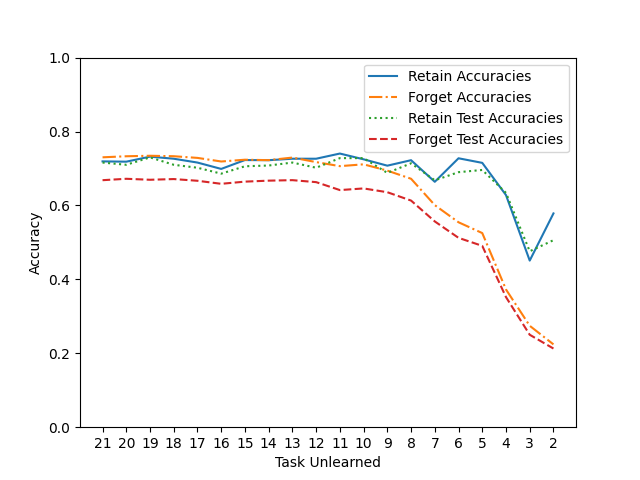 1.0
0.8
0.6
0.4
0.2
0.0
Accuracy
Retain Accuracies
Forget Accuracies
Retain Test Accuracies
Forget Test Accuracies
21 20 19 18 17 16 15 14 13 12 11 10 9 8 7 6 5 4 3 2
Task Unlearned